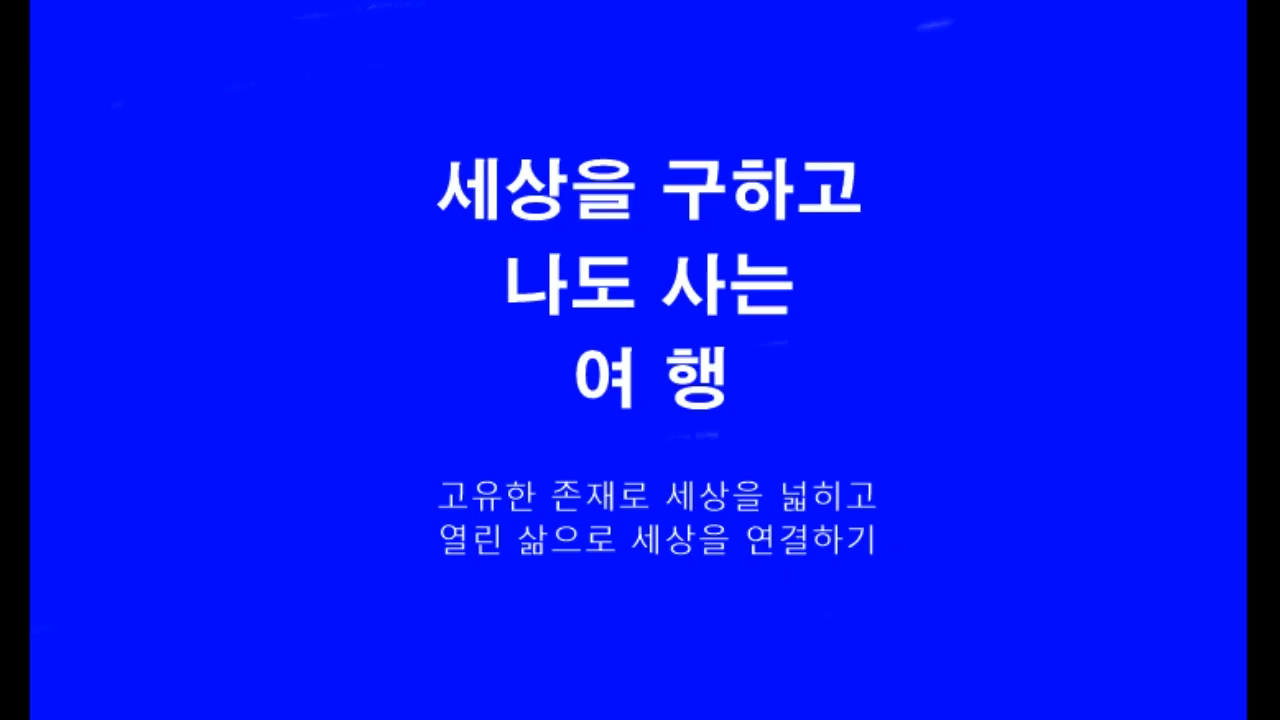 세상을 구하고
나도 사는
여 행
고유한 존재로 세상을 넓히고
열린 삶으로 세상을 연결하기